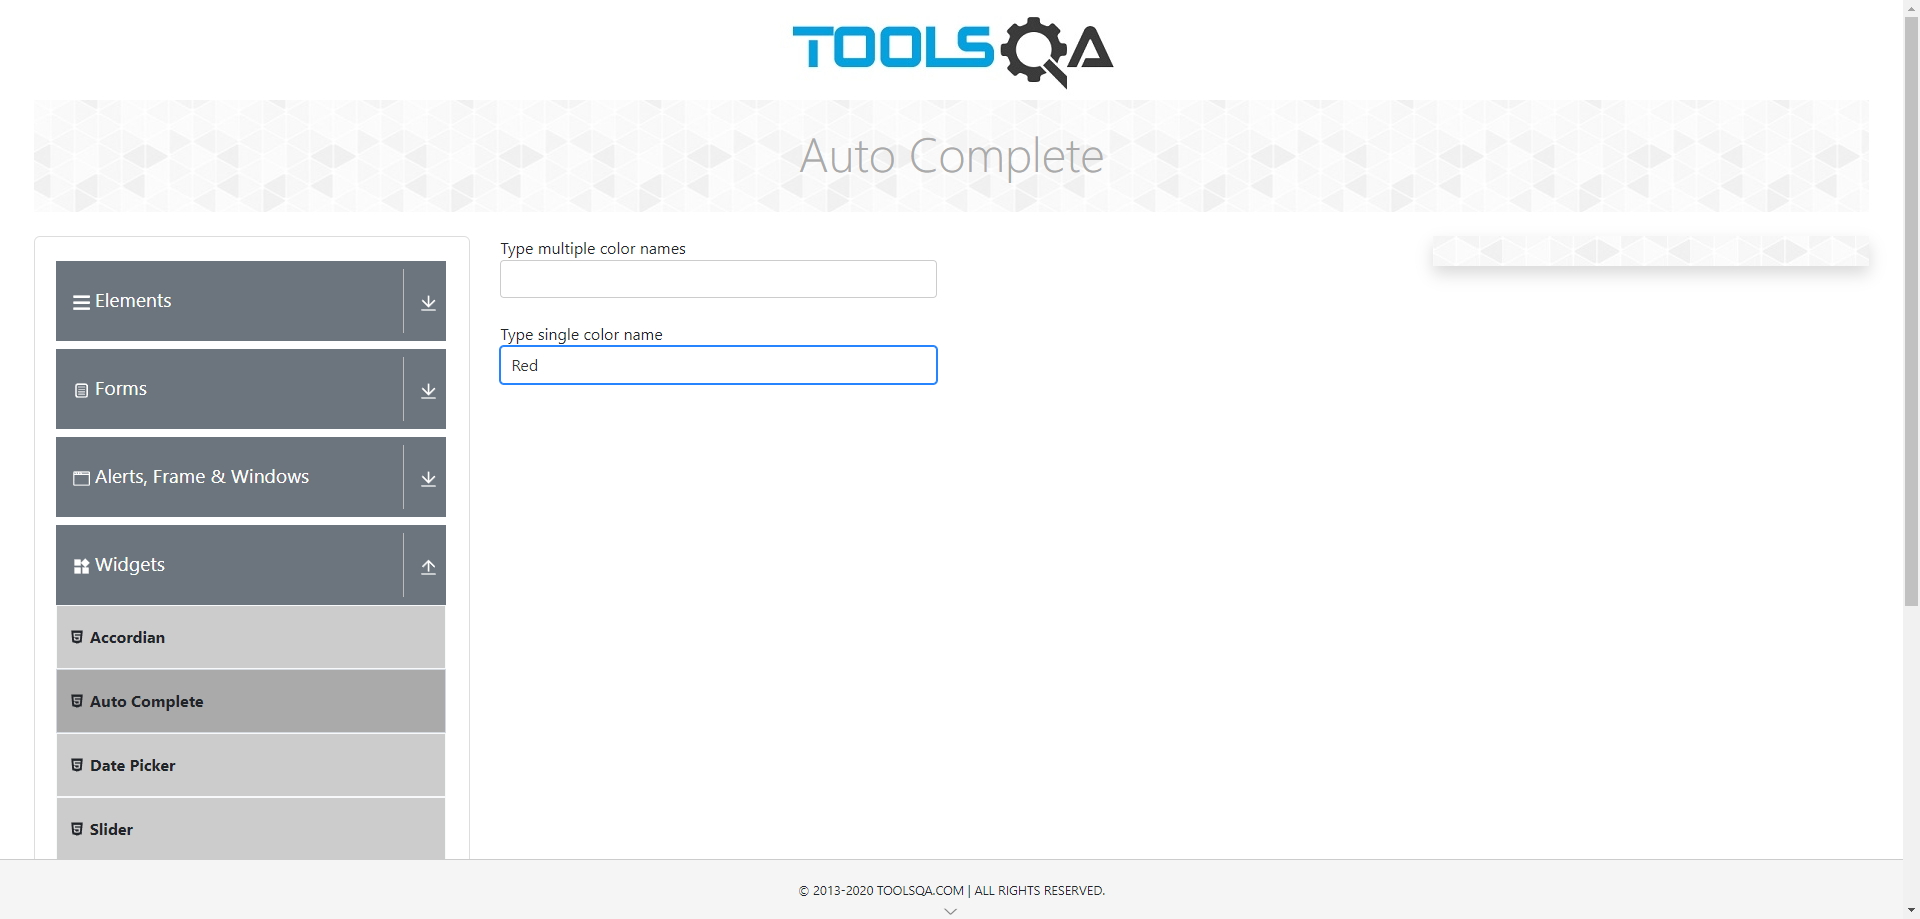 TOOLSQA
Auto Complete
Elements
Forms
Alerts, Frame & Windows
Widgets
Accordian
Auto Complete
Date Picker
Slider
Type multiple color names
Type single color name
Red
© 2013-2020 TOOLSQA.COM | ALL RIGHTS RESERVED.